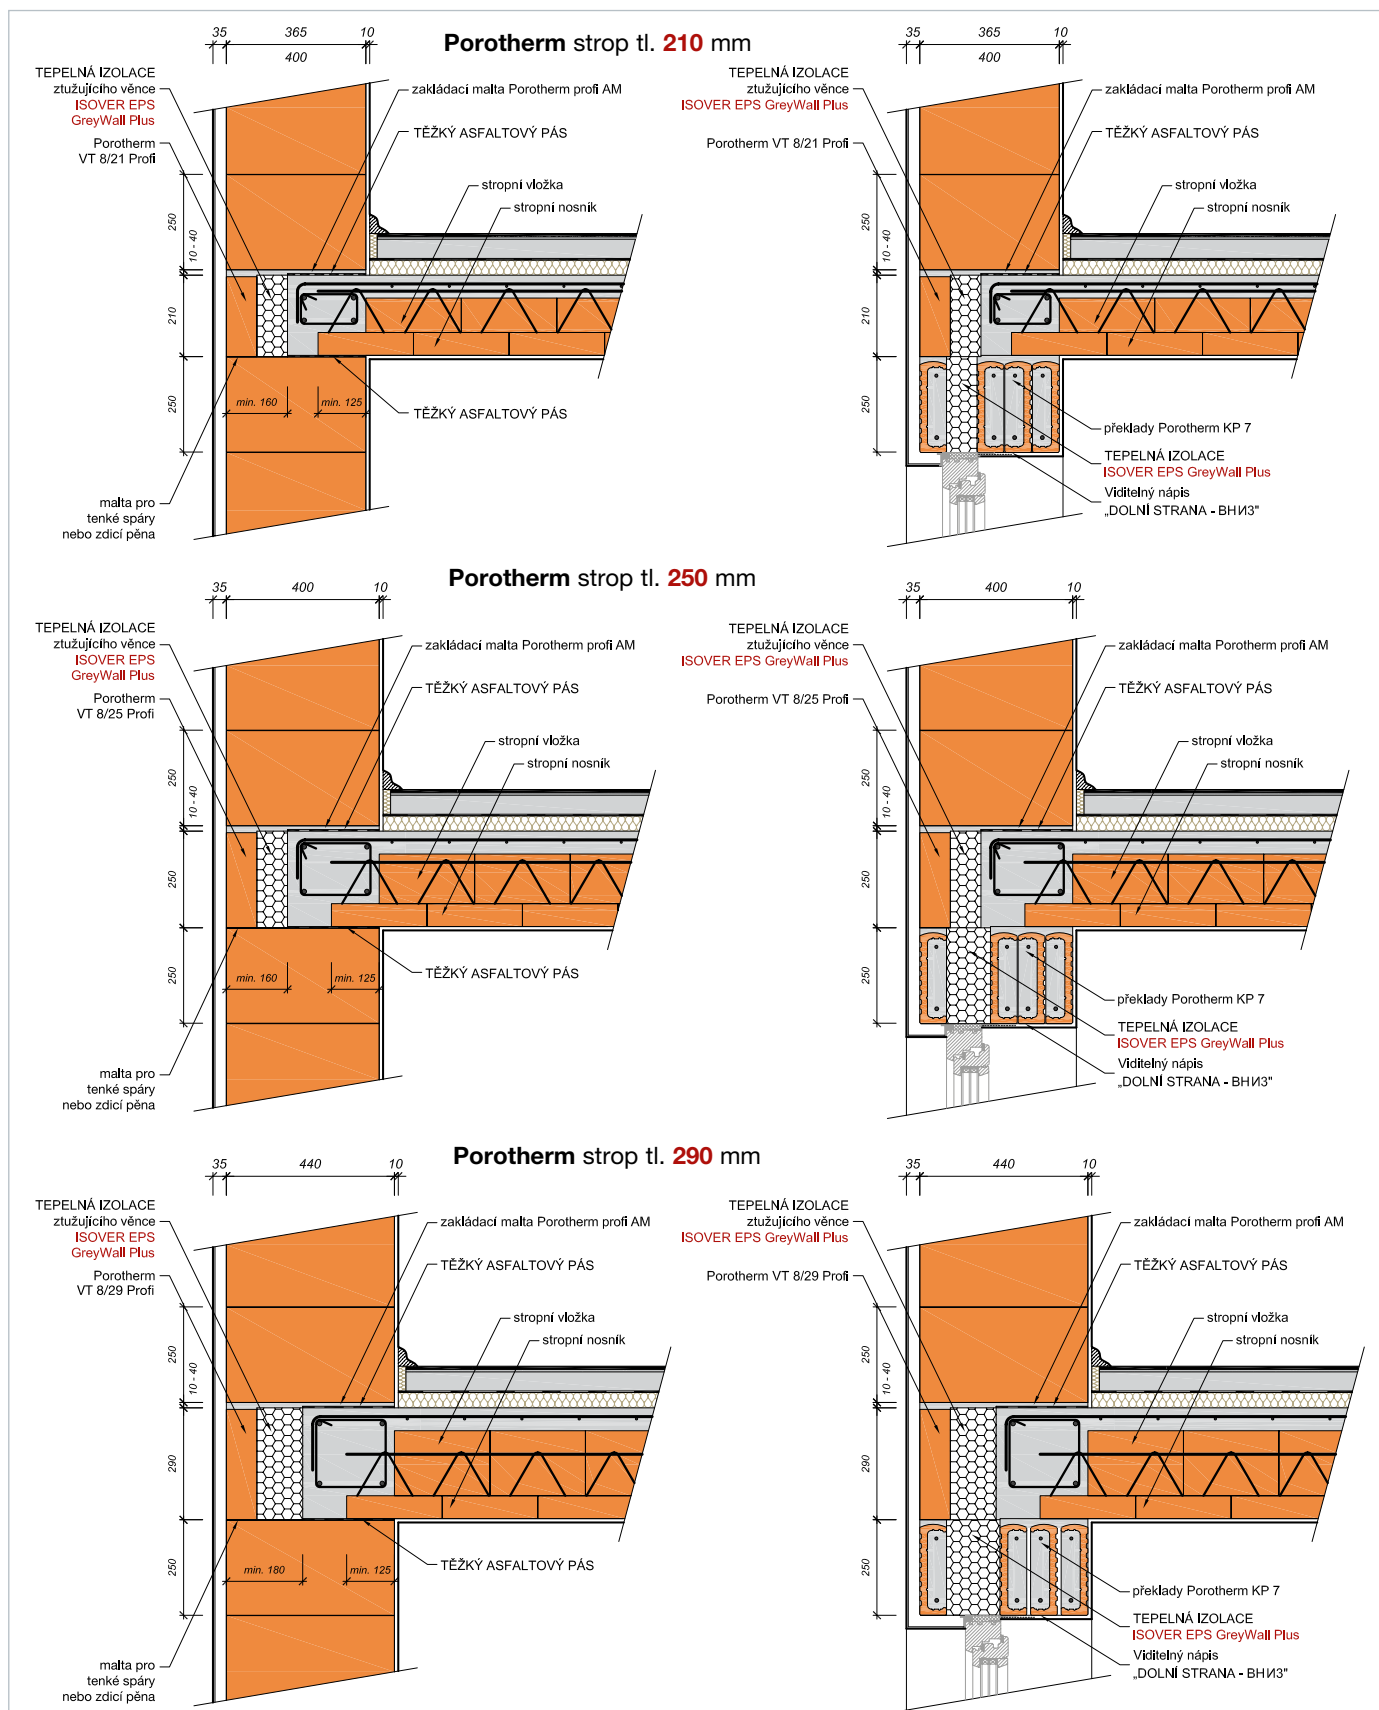 Porotherm strop tl. 210 mm
35
365
10
400
TEPELNÁ IZOLACE
ztužujícího věnce
ISOVER EPS
GreyWall Plus
Porotherm
VT 8/21 Profi
zakládací malta Porotherm profi AM
TĚŽKÝ ASFALTOVÝ PÁS
stropní vložka
stropní nosník
250
10 - 40
210
250
min. 160
min. 125
TĚŽKÝ ASFALTOVÝ PÁS
malta pro
tenké spáry
nebo zdicí pěna
35
365
10
400
TEPELNÁ IZOLACE
ztužujícího věnce
ISOVER EPS GreyWall Plus
Porotherm VT 8/21 Profi
zakládací malta Porotherm profi AM
TĚŽKÝ ASFALTOVÝ PÁS
stropní vložka
stropní nosník
250
10 - 40
210
250
překlady Porotherm KP 7
TEPELNÁ IZOLACE
ISOVER EPS GreyWall Plus
Viditelný nápis
„DOLNÍ STRANA - ВНИЗ"
Porotherm strop tl. 250 mm
35
400
10
TEPELNÁ IZOLACE
ztužujícího věnce
ISOVER EPS
GreyWall Plus
Porotherm
VT 8/25 Profi
zakládací malta Porotherm profi AM
TĚŽKÝ ASFALTOVÝ PÁS
stropní vložka
stropní nosník
250
10 - 40
250
250
min. 160
min. 125
TĚŽKÝ ASFALTOVÝ PÁS
malta pro
tenké spáry
nebo zdicí pěna
35
400
10
TEPELNÁ IZOLACE
ztužujícího věnce
ISOVER EPS GreyWall Plus
Porotherm VT 8/25 Profi
zakládací malta Porotherm profi AM
TĚŽKÝ ASFALTOVÝ PÁS
stropní vložka
stropní nosník
250
10 - 40
250
250
překlady Porotherm KP 7
TEPELNÁ IZOLACE
ISOVER EPS GreyWall Plus
Viditelný nápis
„DOLNÍ STRANA - ВНИЗ"
Porotherm strop tl. 290 mm
35
440
10
TEPELNÁ IZOLACE
ztužujícího věnce
ISOVER EPS
GreyWall Plus
Porotherm
VT 8/29 Profi
zakládací malta Porotherm profi AM
TĚŽKÝ ASFALTOVÝ PÁS
stropní vložka
stropní nosník
250
10 - 40
290
250
min. 180
min. 125
TĚŽKÝ ASFALTOVÝ PÁS
malta pro
tenké spáry
nebo zdicí pěna
35
440
10
TEPELNÁ IZOLACE
ztužujícího věnce
ISOVER EPS GreyWall Plus
Porotherm VT 8/29 Profi
zakládací malta Porotherm profi AM
TĚŽKÝ ASFALTOVÝ PÁS
stropní vložka
stropní nosník
250
10 - 40
290
250
překlady Porotherm KP 7
TEPELNÁ IZOLACE
ISOVER EPS GreyWall Plus
Viditelný nápis
„DOLNÍ STRANA - ВНИЗ"